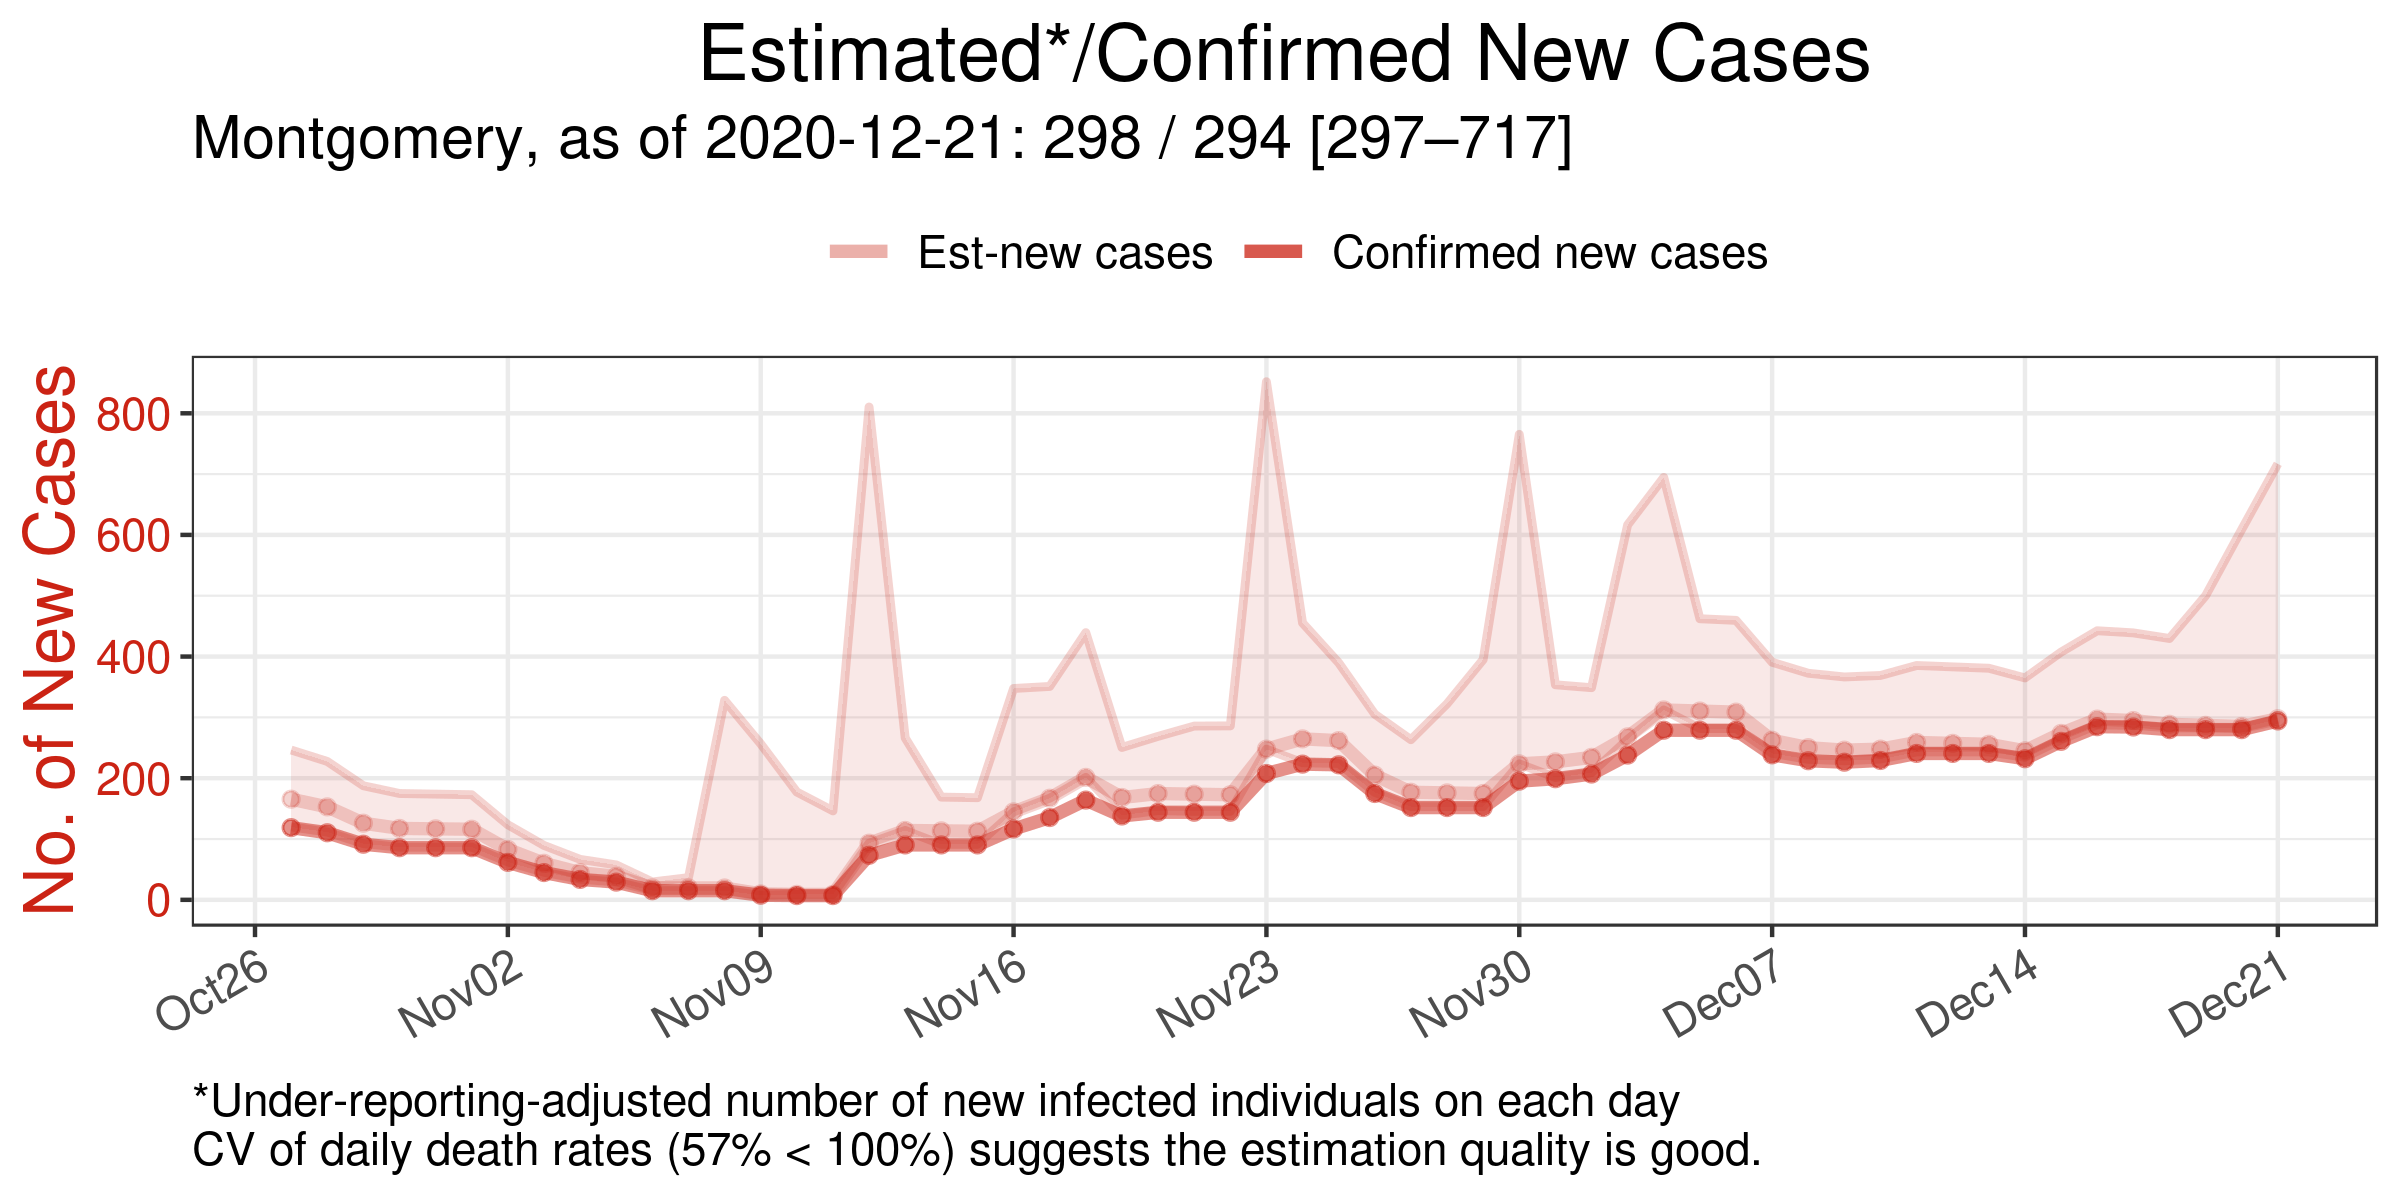 Estimated*/Confirmed New Cases
Montgomery, as of 2020-12-21: 298 / 294 [297–717]
Est-new cases Confirmed new cases
No. of New Cases
800
600
400
200
0
Oct26 Nov02 Nov09 Nov16 Nov23 Nov30 Dec07 Dec14 Dec21
*Under-reporting-adjusted number of new infected individuals on each day
CV of daily death rates (57% < 100%) suggests the estimation quality is good.